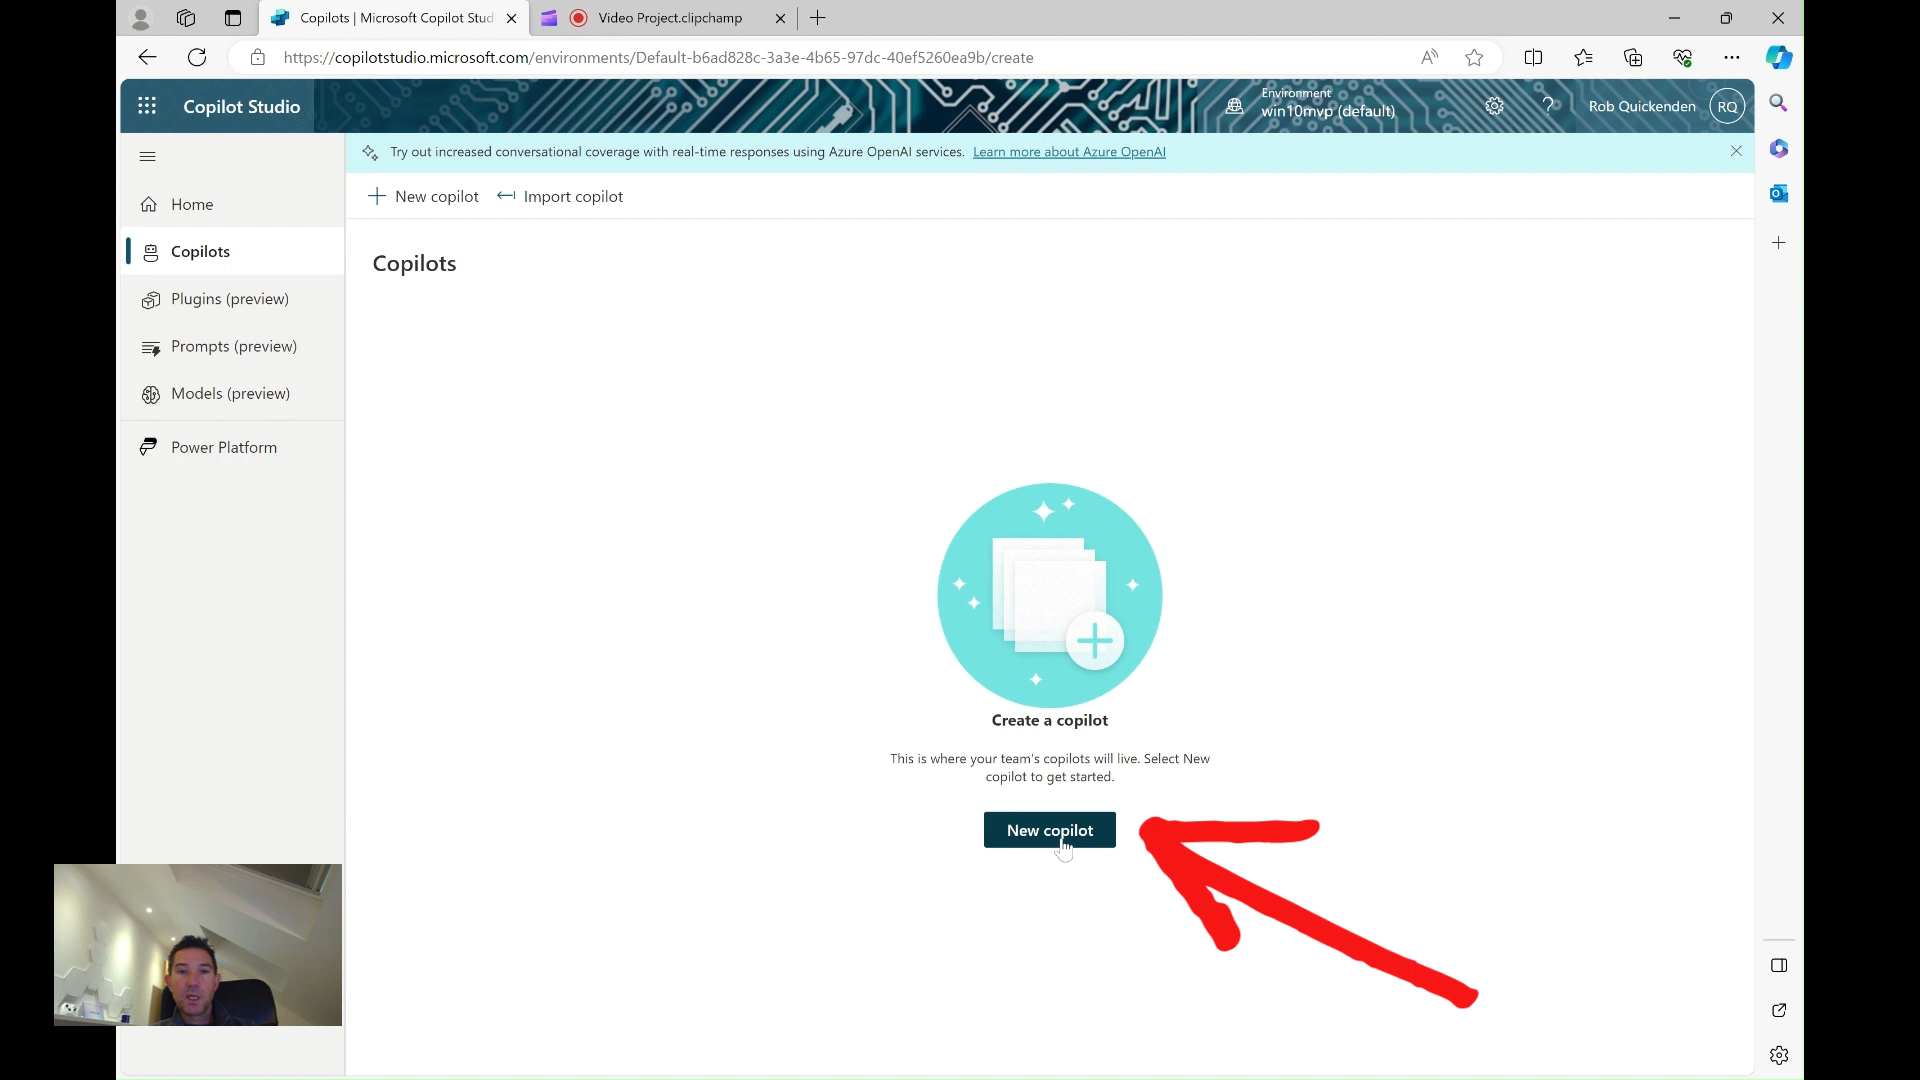 Copilots | Microsoft Copilot Stud
Video Project.clipchamp
https://copilotstudio.microsoft.com/environments/Default-b6ad828c-3a3e-4b65-97dc-40ef5260ea9b/create
Copilot Studio
Environment
win10mvp (default)
Rob Quickenden
RQ
Try out increased conversational coverage with real-time responses using Azure OpenAI services. Learn more about Azure OpenAI
New copilot
Import copilot
Home
Copilots
Plugins (preview)
Prompts (preview)
Models (preview)
Power Platform
Copilots
Create a copilot
This is where your team's copilots will live. Select New
copilot to get started.
New copilot